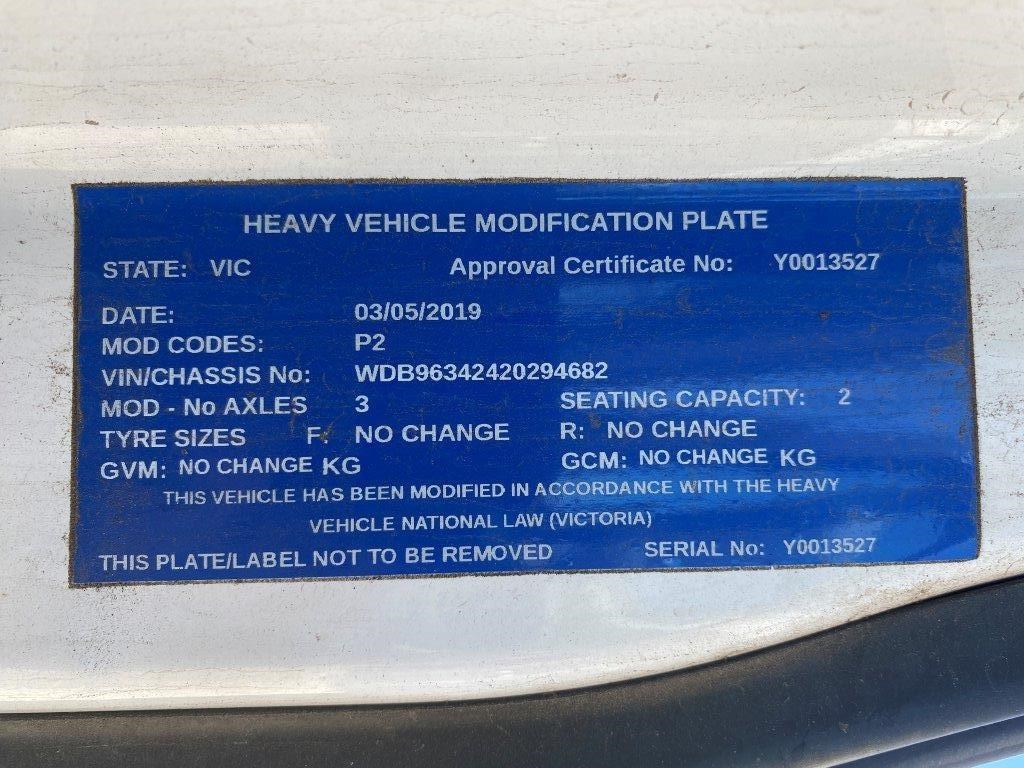 HEAVY VEHICLE MODIFICATION PLATE
STATE: VIC Approval Certificate No: Y0013527
DATE: 03/05/2019
MOD CODES: P2
VIN/CHASSIS No: WDB96342420294682
MOD - No AXLES 3 SEATING CAPACITY: 2
TYRE SIZES F: NO CHANGE R: NO CHANGE
GVM: NO CHANGE KG GCM: NO CHANGE KG
THIS VEHICLE HAS BEEN MODIFIED IN ACCORDANCE WITH THE HEAVY
VEHICLE NATIONAL LAW (VICTORIA)
THIS PLATE/LABEL NOT TO BE REMOVED SERIAL No: Y0013527